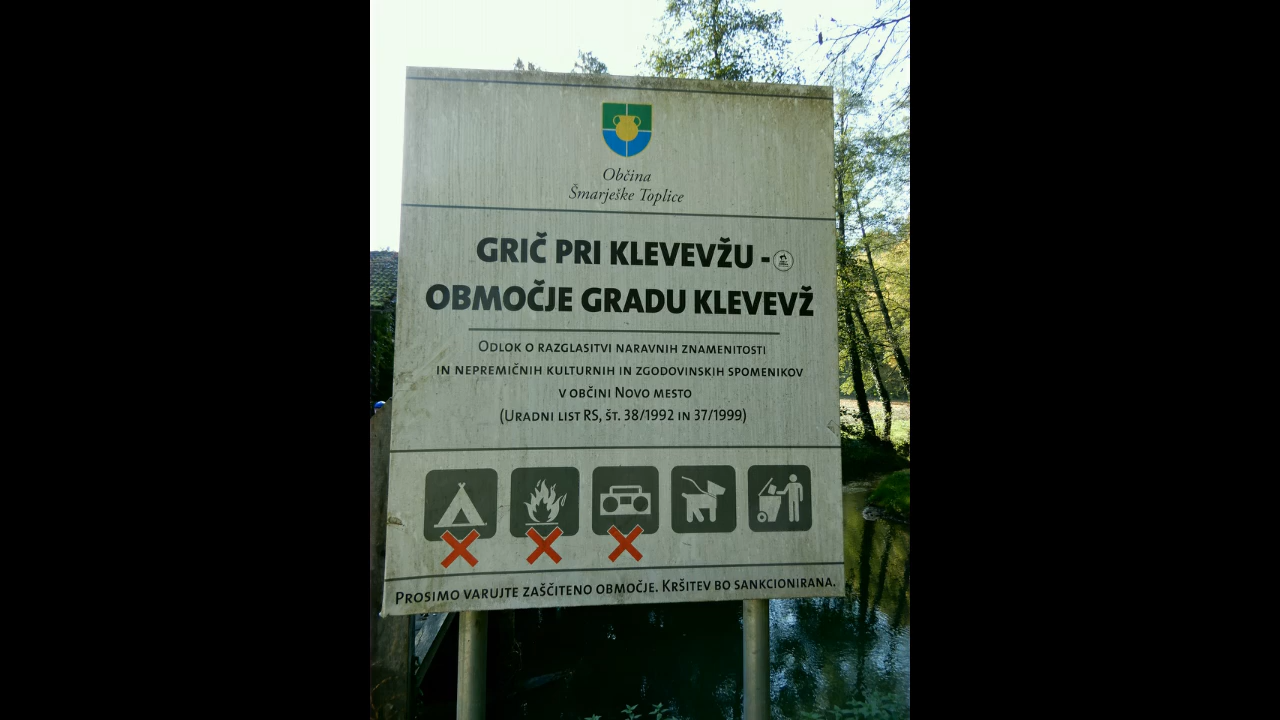 Občina
Šmarješke Toplice
GRIČ PRI KLEVEVŽU -
OBMOČJE GRADU KLEVEVŽ
ODLOK O RAZGLASITVI NARAVNIH ZNAMENITOSTI
IN NEPREMIČNIH KULTURNIH IN ZGODOVINSKIH SPOMENIKOV
V OBČINI NOVO MESTO
(URADNI LIST RS, ŠT. 38/1992 IN 37/1999)
PROSIMO VARUJTE ZAŠČITENO OBMOČJE. KRŠITEV BO SANKCIONIRANA.